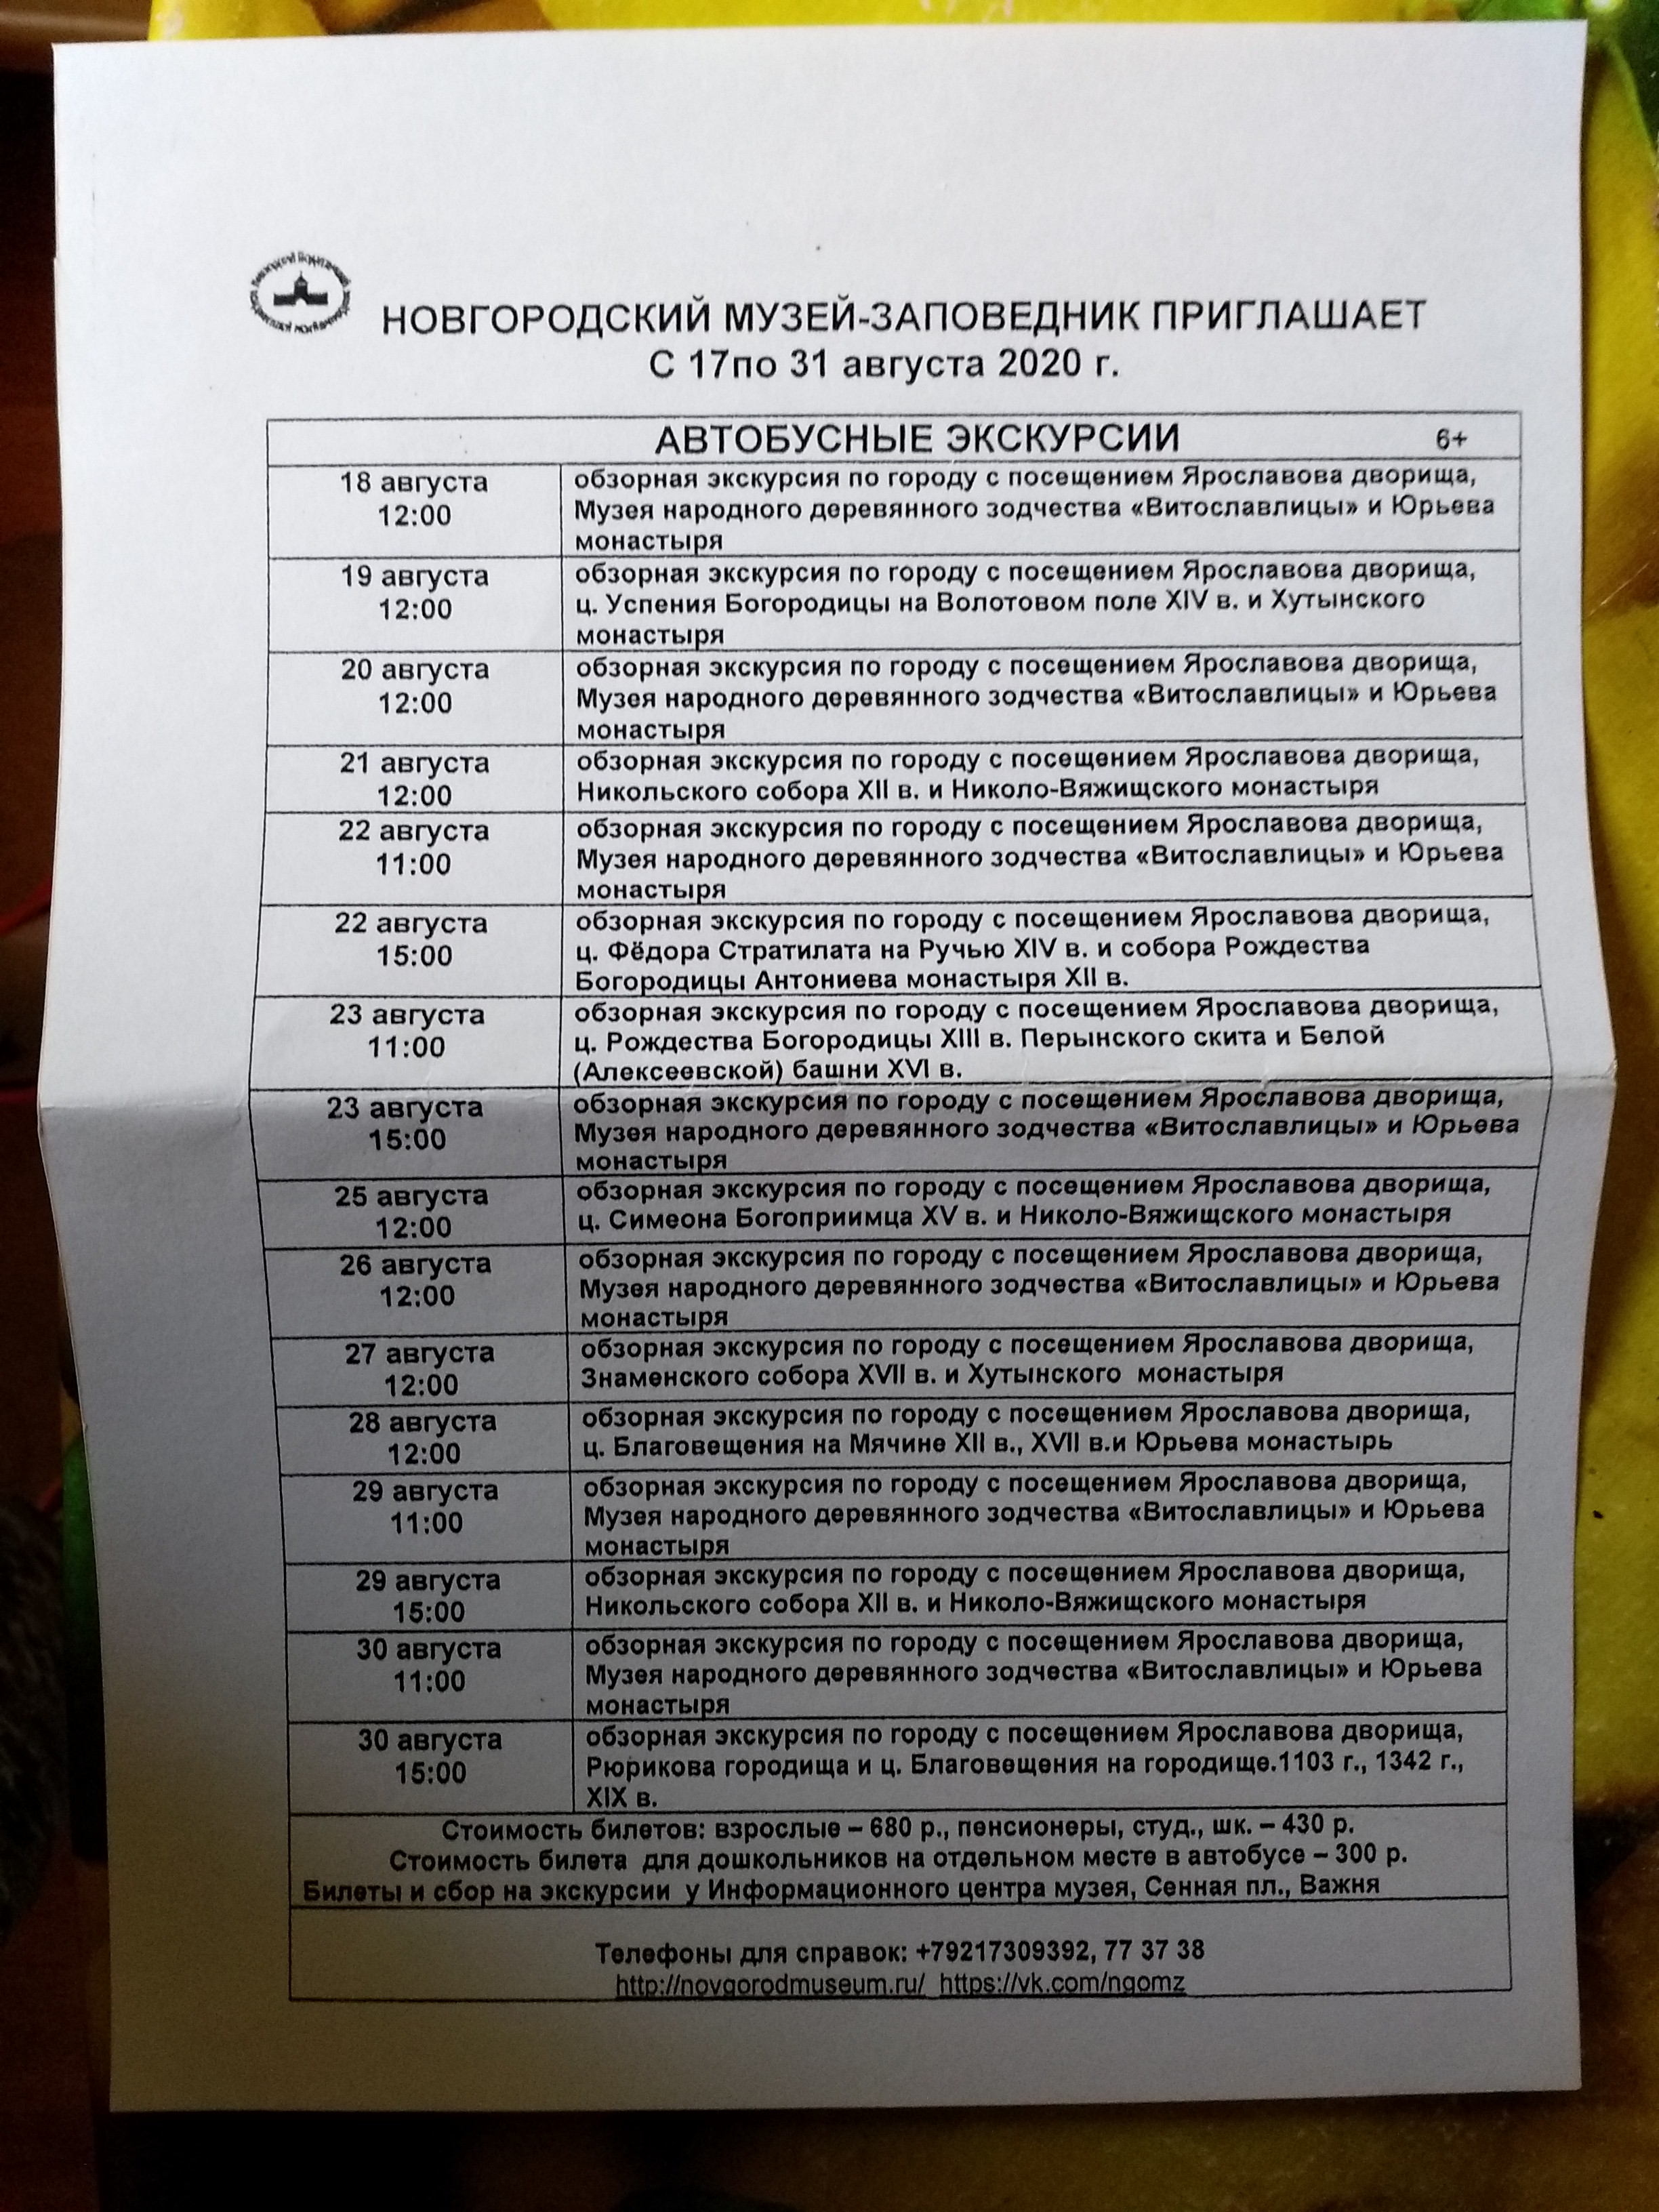 НОВГОРОДСКИЙ МУЗЕЙ-ЗАПОВЕДНИК ПРИГЛАШАЕТ
С 17по 31 августа 2020 г.
АВТОБУСНЫЕ ЭКСКУРСИИ 6+
18 августа
12:00
обзорная экскурсия по городу с посещением Ярославова дворища,
Музея народного деревянного зодчества «Витославлицы» и Юрьева
монастыря
19 августа
12:00
обзорная экскурсия по городу с посещением Ярославова дворища,
ц. Успения Богородицы на Волотовом поле XIV в. и Хутынского
монастыря
20 августа
12:00
обзорная экскурсия по городу с посещением Ярославова дворища,
Музея народного деревянного зодчества «Витославлицы» и Юрьева
монастыря
21 августа
12:00
обзорная экскурсия по городу с посещением Ярославова дворища,
Никольского собора XII в. и Николо-Вяжищского монастыря
22 августа
11:00
обзорная экскурсия по городу с посещением Ярославова дворища,
Музея народного деревянного зодчества «Витославлицы» и Юрьева
монастыря
22 августа
15:00
обзорная экскурсия по городу с посещением Ярославова дворища,
ц. Фёдора Стратилата на Ручью XIV в. и собора Рождества
Богородицы Антониева монастыря XII в.
23 августа
11:00
обзорная экскурсия по городу с посещением Ярославова дворища,
ц. Рождества Богородицы XIII в. Перынского скита и Белой
(Алексеевской) башни XVI в.
23 августа
15:00
обзорная экскурсия по городу с посещением Ярославова дворища,
Музея народного деревянного зодчества «Витославлицы» и Юрьева
монастыря
25 августа
12:00
обзорная экскурсия по городу с посещением Ярославова дворища,
ц. Симеона Богоприимца XV в. и Николо-Вяжищского монастыря
26 августа
12:00
обзорная экскурсия по городу с посещением Ярославова дворища,
Музея народного деревянного зодчества «Витославлицы» и Юрьева
монастыря
27 августа
12:00
обзорная экскурсия по городу с посещением Ярославова дворища,
Знаменского собора XVII в. и Хутынского монастыря
28 августа
12:00
обзорная экскурсия по городу с посещением Ярославова дворища,
ц. Благовещения на Мячине XII в., XVII в.и Юрьева монастырь
29 августа
11:00
обзорная экскурсия по городу с посещением Ярославова дворища,
Музея народного деревянного зодчества «Витославлицы» и Юрьева
монастыря
29 августа
15:00
обзорная экскурсия по городу с посещением Ярославова дворища,
Никольского собора XII в. и Николо-Вяжищского монастыря
30 августа
11:00
обзорная экскурсия по городу с посещением Ярославова дворища,
Музея народного деревянного зодчества «Витославлицы» и Юрьева
монастыря
30 августа
15:00
обзорная экскурсия по городу с посещением Ярославова дворища,
Рюрикова городища и ц. Благовещения на городище.1103 г., 1342 г.,
XIX в.
Стоимость билетов: взрослые – 680 р., пенсионеры, студ., шк. – 430 р.
Стоимость билета для дошкольников на отдельном месте в автобусе – 300 р.
Билеты и сбор на экскурсии у Информационного центра музея, Сенная пл., Важня
Телефоны для справок: +79217309392, 77 37 38
http://novgorodmuseum.ru/ https://vk.com/ngomz